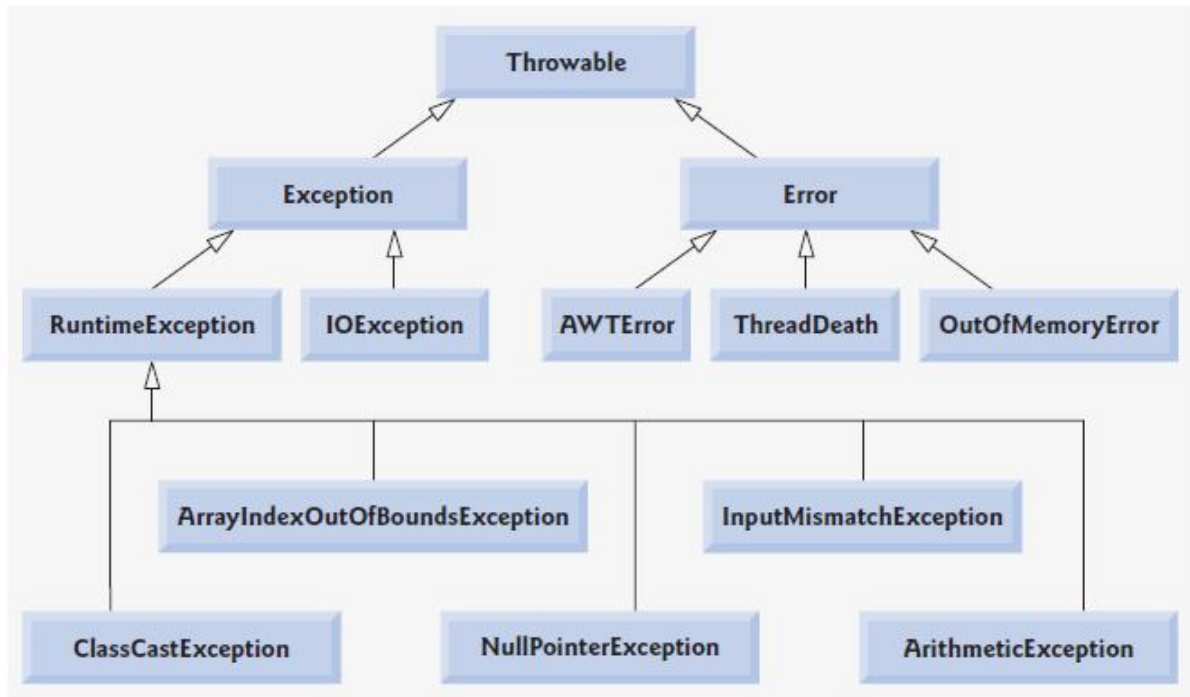 Throwable
Exception
Error
RuntimeException
IOException
AWTError
ThreadDeath
OutOfMemoryError
ArrayIndexOutOfBoundsException
InputMismatchException
ClassCastException
NullPointerException
ArithmeticException